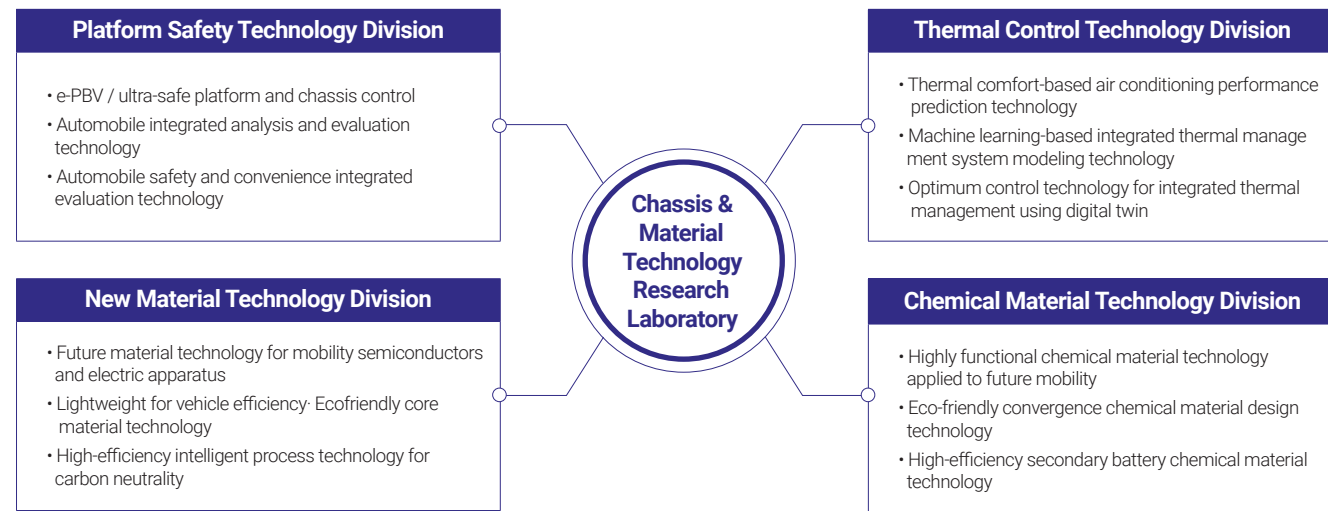 Platform Safety Technology Division
• e-PBV / ultra-safe platform and chassis control
• Automobile integrated analysis and evaluation
technology
• Automobile safety and convenience integrated
evaluation technology
Thermal Control Technology Division
• Thermal comfort-based air conditioning performance
prediction technology
• Machine learning-based integrated thermal manage
ment system modeling technology
• Optimum control technology for integrated thermal
management using digital twin
Chassis &
Material
Technology
Research
Laboratory
New Material Technology Division
• Future material technology for mobility semiconductors
and electric apparatus
• Lightweight for vehicle efficiency· Ecofriendly core
material technology
• High-efficiency intelligent process technology for
carbon neutrality
Chemical Material Technology Division
• Highly functional chemical material technology
applied to future mobility
• Eco-friendly convergence chemical material design
technology
• High-efficiency secondary battery chemical material
technology